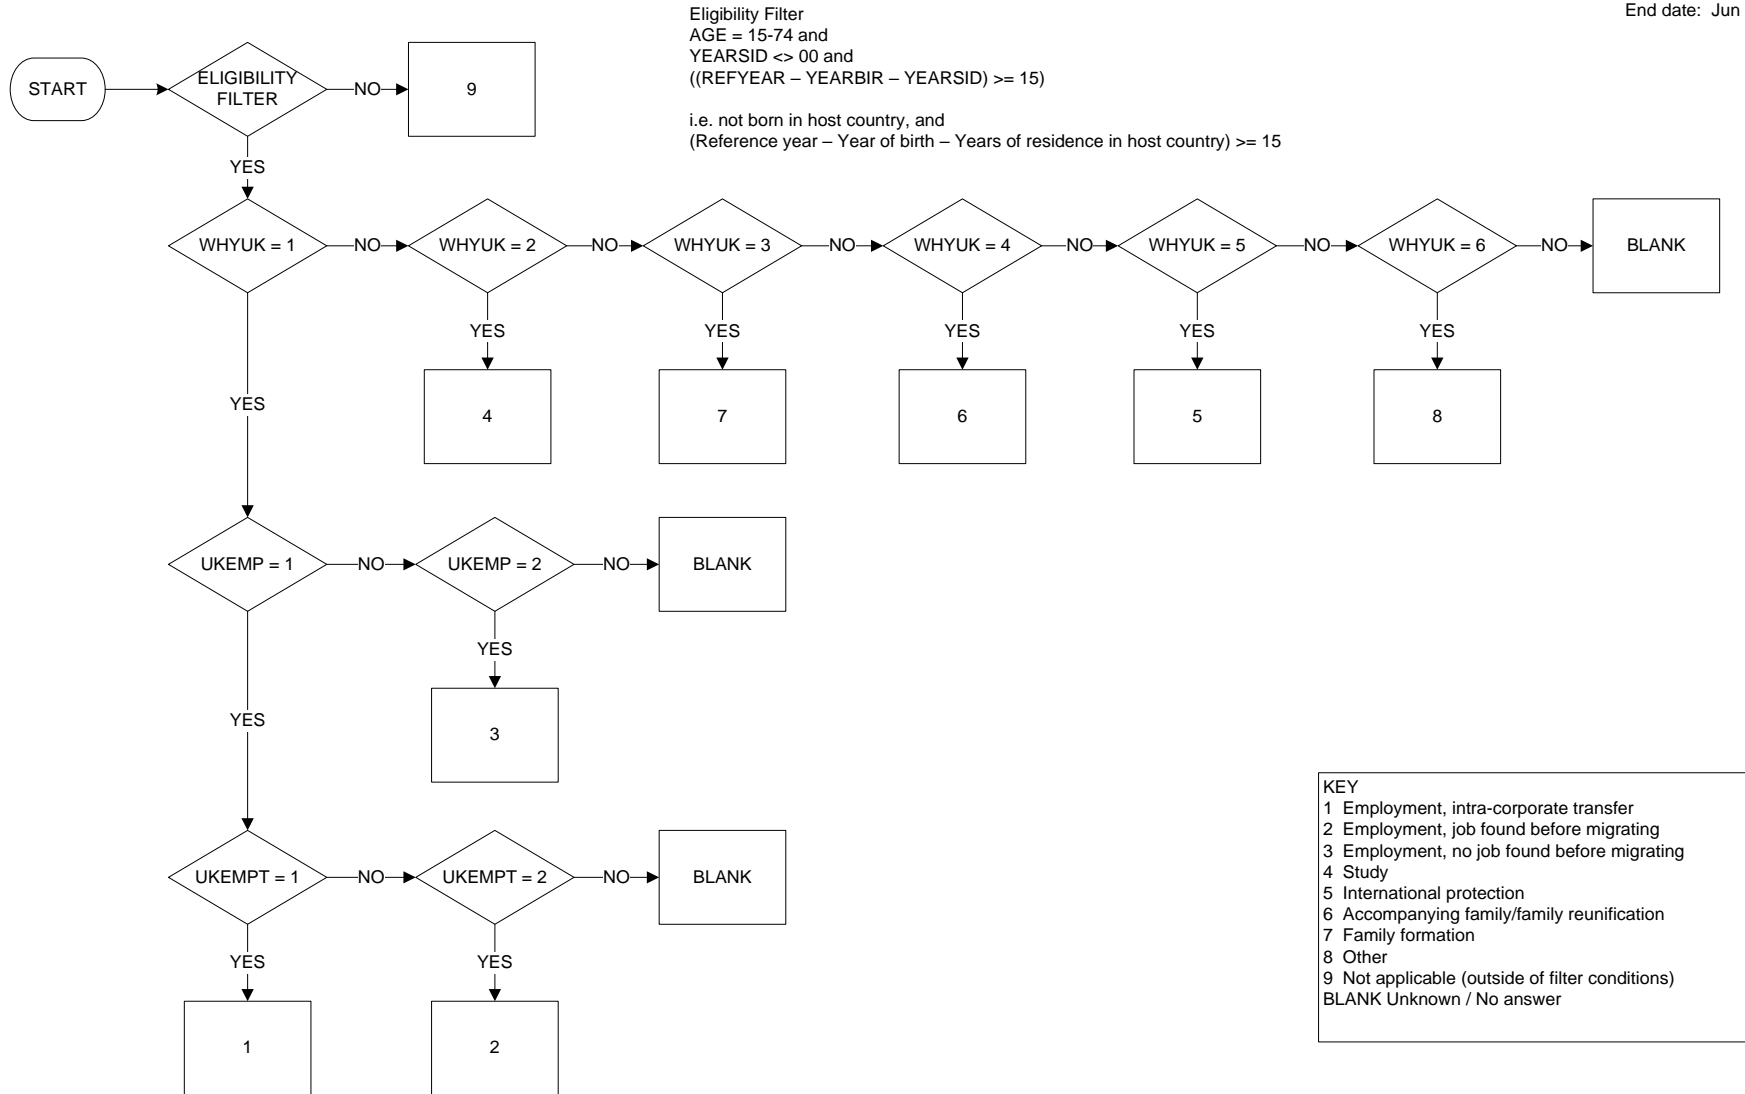 Eligibility Filter
AGE = 15-74 and
YEARSID <> 00 and
((REFYEAR – YEARBIR – YEARSID) >= 15)
i.e. not born in host country, and
(Reference year – Year of birth – Years of residence in host country) >= 15
End date: Jun
START
ELIGIBILITY
FILTER
NO
9
YES
WHYUK = 1
NO
WHYUK = 2
NO
WHYUK = 3
NO
WHYUK = 4
NO
WHYUK = 5
NO
WHYUK = 6
NO
BLANK
YES
YES
YES
YES
YES
YES
4
7
6
5
8
UKEMP = 1
NO
UKEMP = 2
NO
BLANK
YES
YES
3
UKEMPT = 1
NO
UKEMPT = 2
NO
BLANK
YES
YES
1
2
KEY
1 Employment, intra-corporate transfer
2 Employment, job found before migrating
3 Employment, no job found before migrating
4 Study
5 International protection
6 Accompanying family/family reunification
7 Family formation
8 Other
9 Not applicable (outside of filter conditions)
BLANK Unknown / No answer